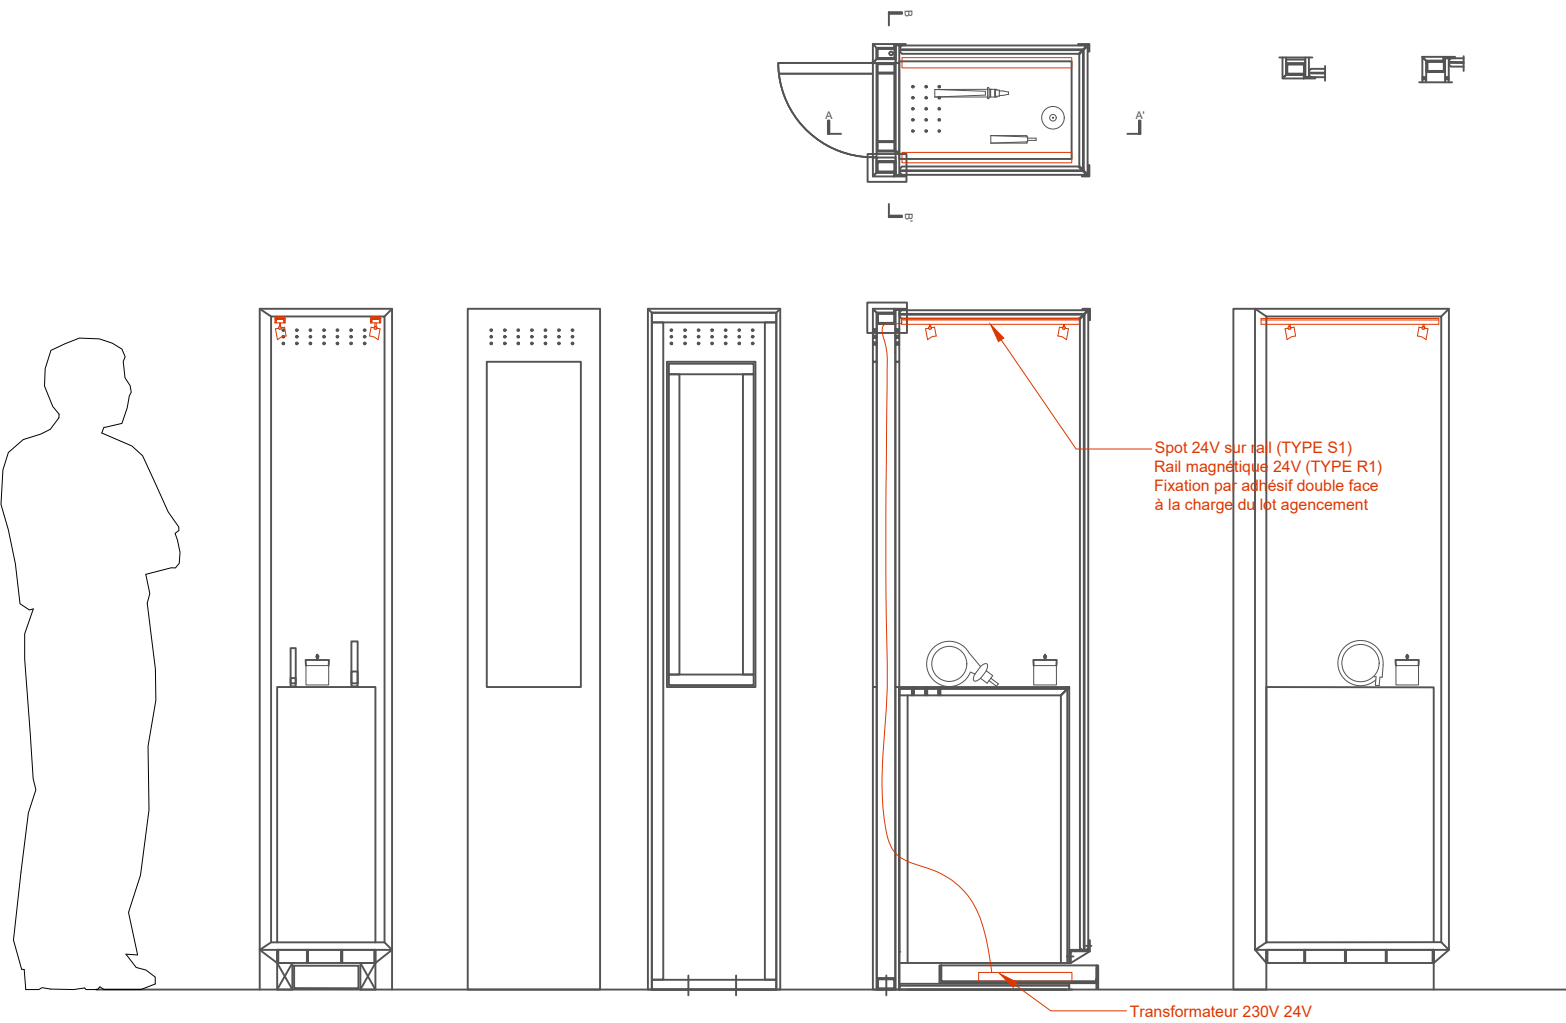 B
A
A'
B'
Spot 24V sur rail (TYPE S1)
Rail magnétique 24V (TYPE R1)
Fixation par adhésif double face
à la charge du lot agencement
Transformateur 230V 24V